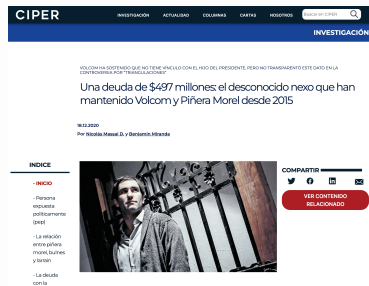 CIPER
INVESTIGACIÓN ACTUALIDAD COLUMNAS CARTAS NOSOTROS Buscar en CIPER
INVESTIGACIÓN
VOLCOM HA SOSTENIDO QUE NO TIENE VÍNCULO CON EL HIJO DEL PRESIDENTE, PERO NO TRANSPARENTÓ ESTE DATO EN LA
CONTROVERSIA POR "TRIANGULACIONES"
Una deuda de $497 millones: el desconocido nexo que han
mantenido Volcom y Piñera Morel desde 2015
18.12.2020
Por Nicolás Massai D. y Benjamín Miranda
INDICE
- INICIO
- Persona
expuesta
políticamente
(pep)
- La relación
entre piñera
morel, burnes
y larraín
- La deuda
con la
COMPARTIR
VER CONTENIDO
RELACIONADO